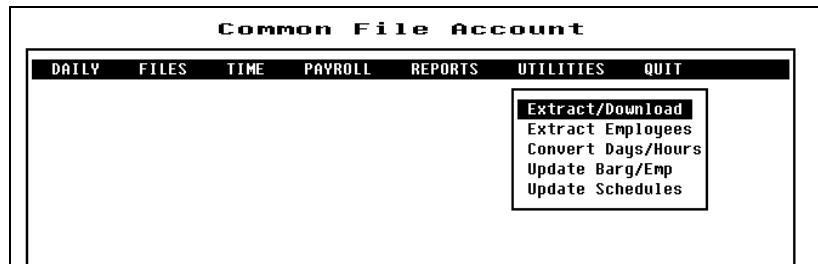 Common File Account
DAILY FILES TIME PAYROLL REPORTS UTILITIES QUIT
Extract/Download
Extract Employees
Convert Days/Hours
Update Barg/Emp
Update Schedules